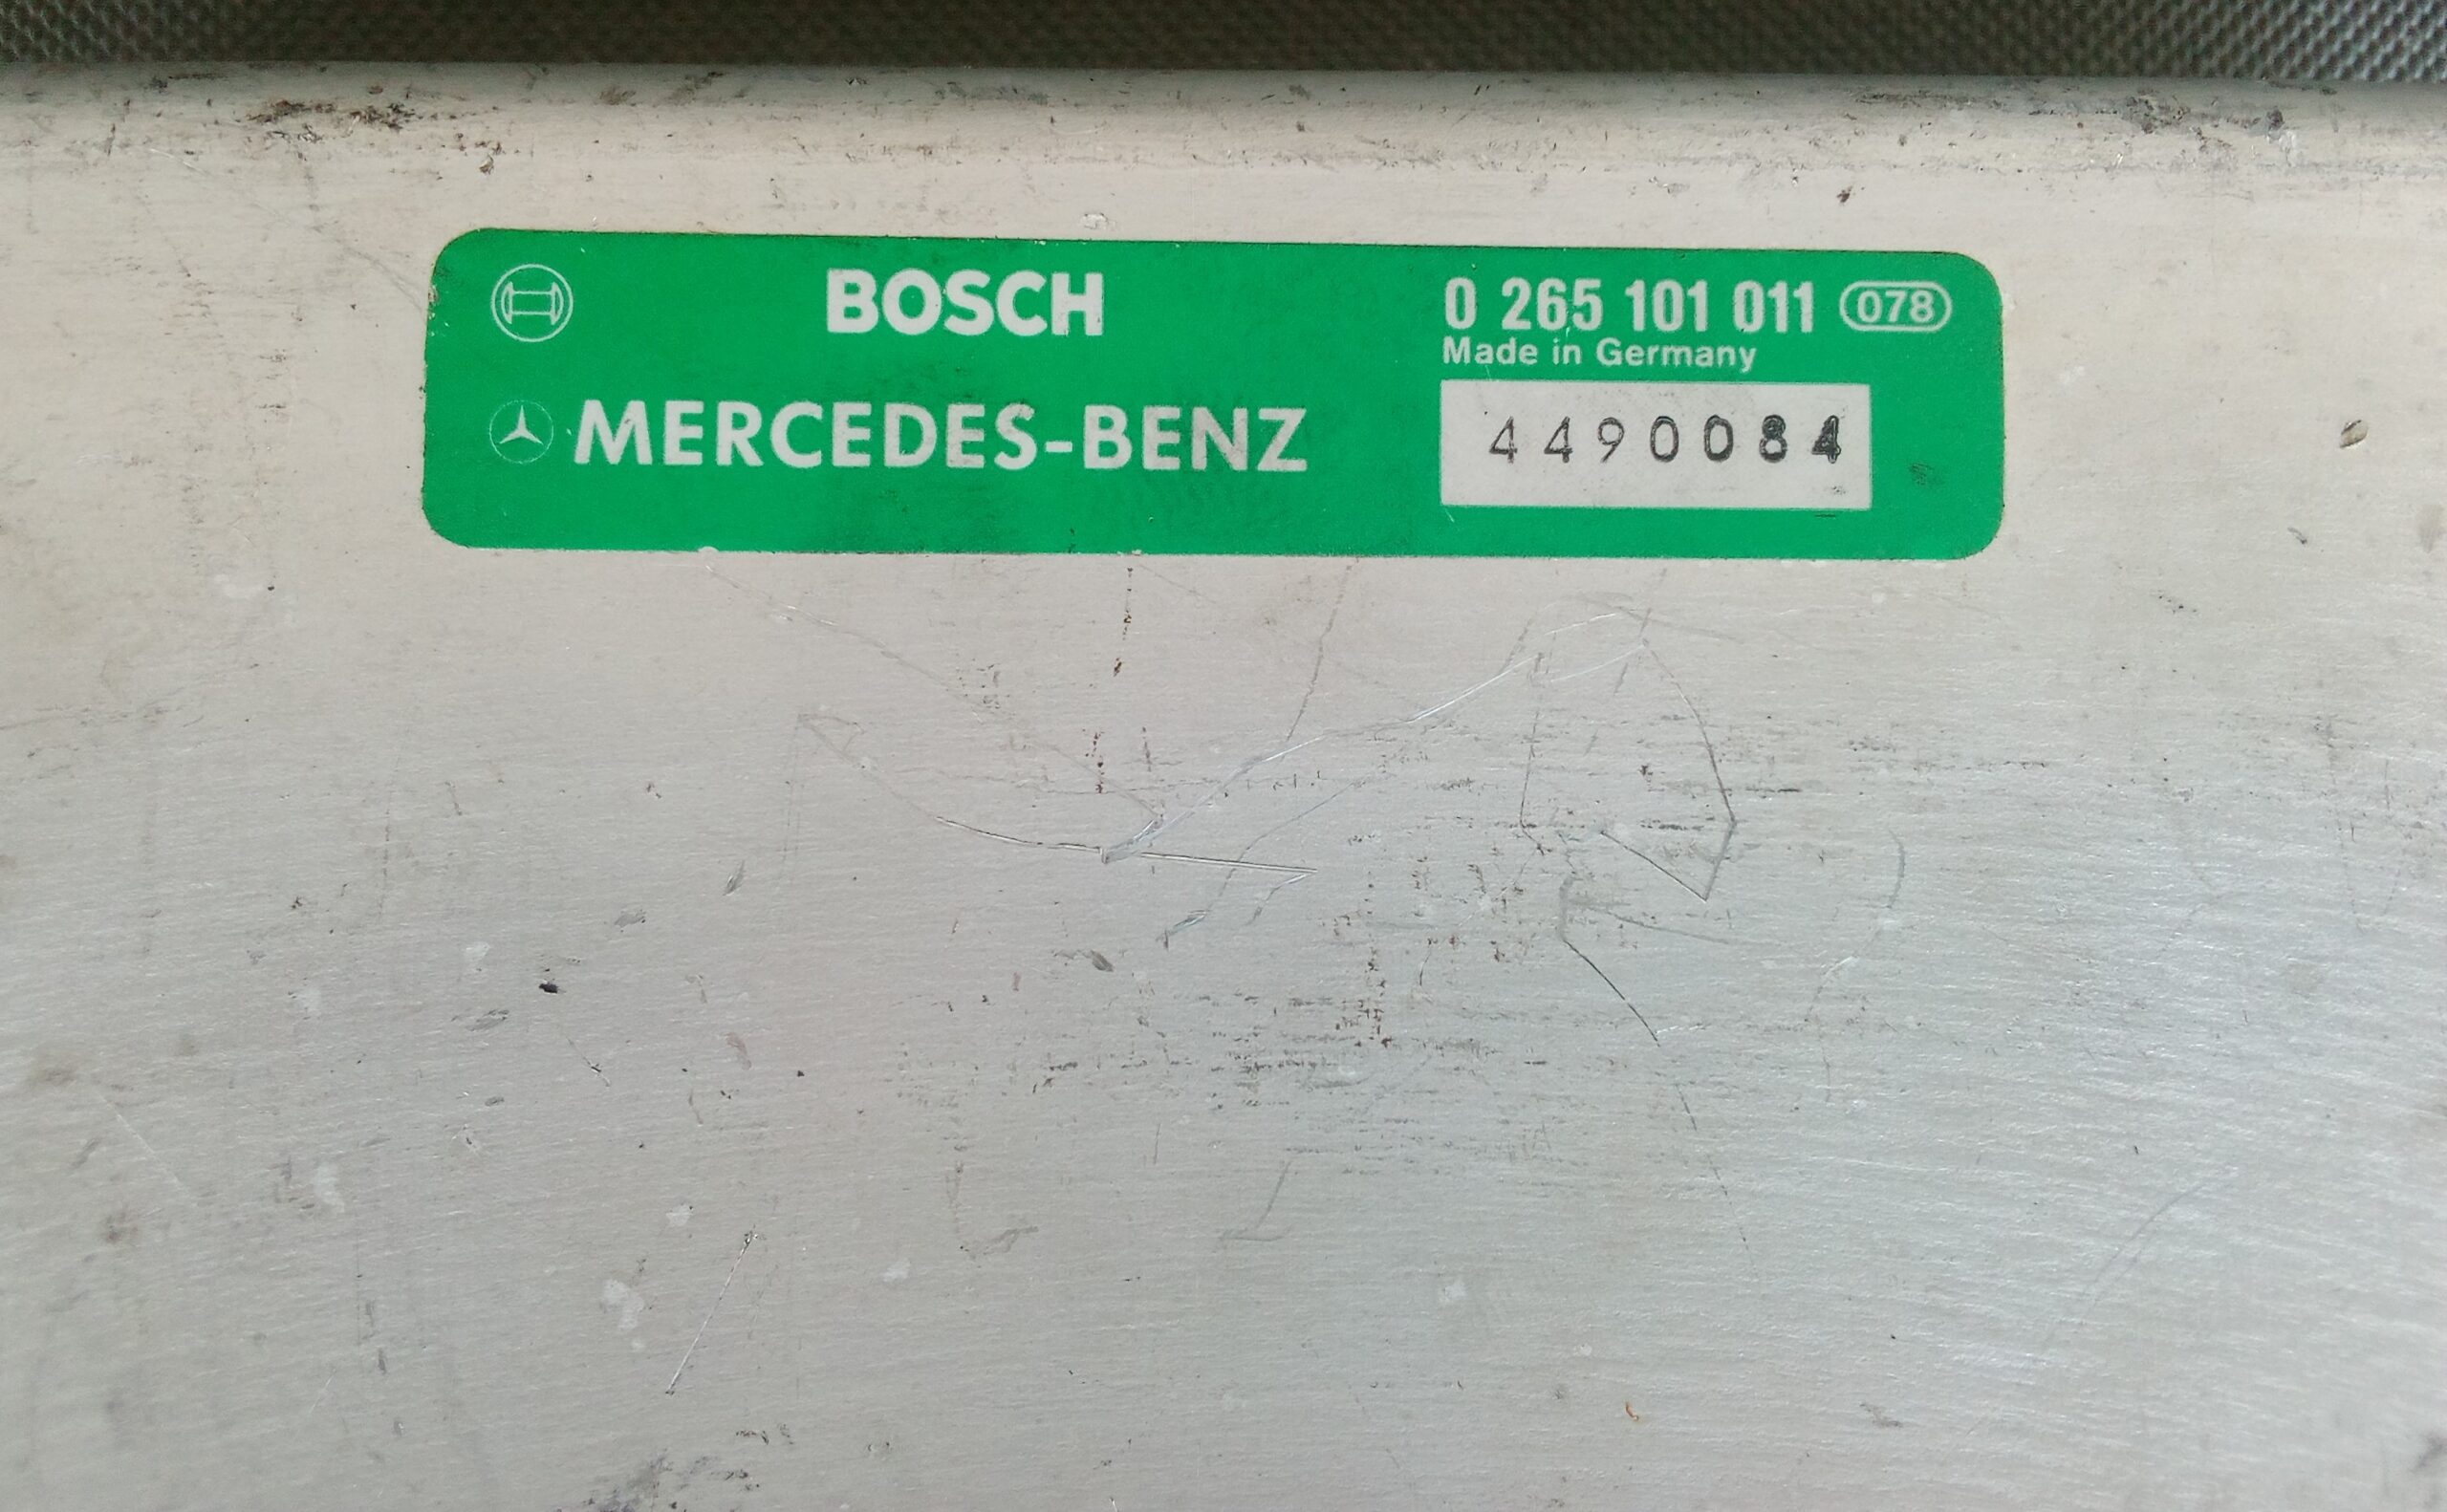 BOSCH
0 265 101 011 078
Made in Germany
MERCEDES-BENZ
4490084